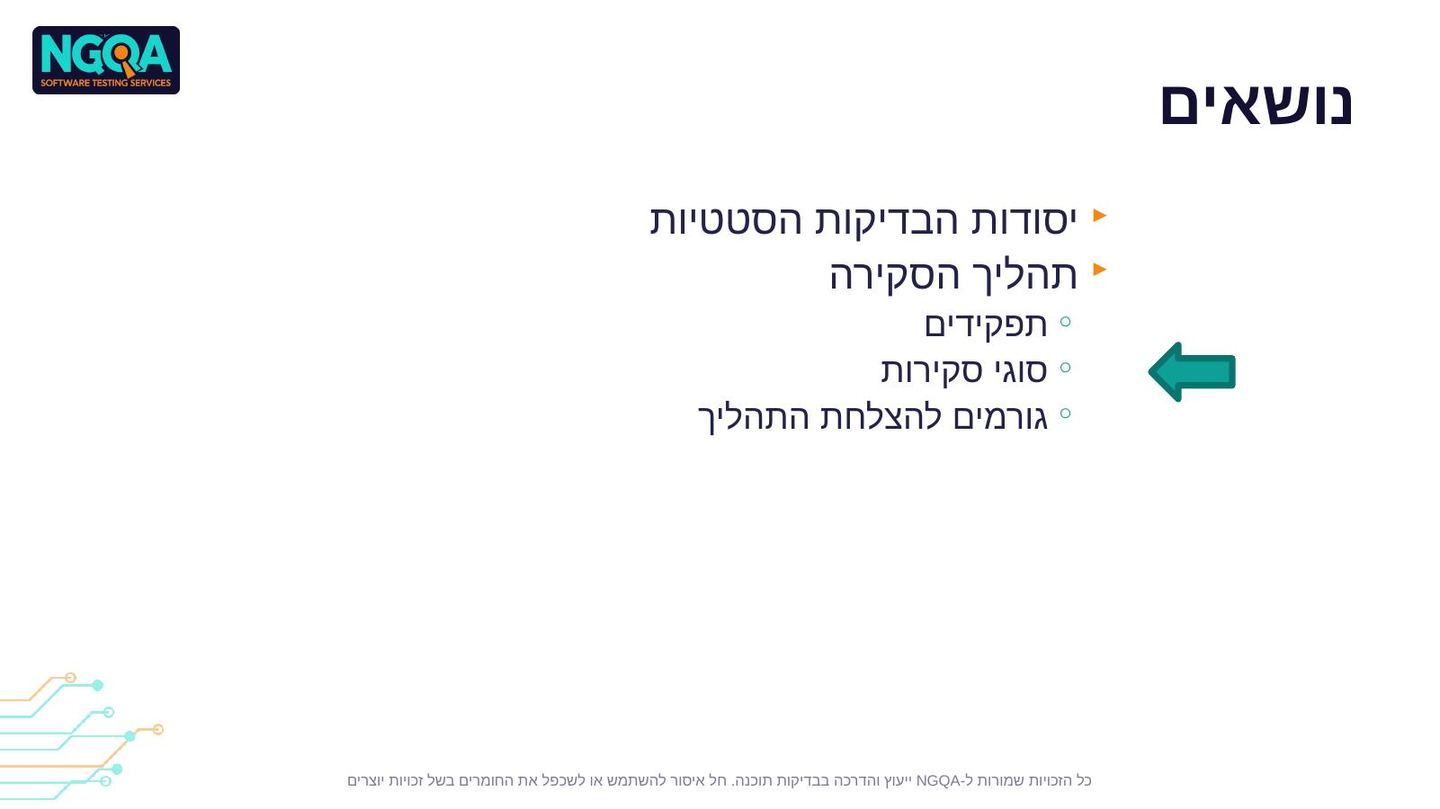 NGQA
SOFTWARE TESTING SERVICES
נושאים
יסודות הבדיקות הסטטיות
תהליך הסקירה
תפקידים
סוגי סקירות
גורמים להצלחת התהליך
כל הזכויות שמורות ל-NGQA ייעוץ והדרכה בבדיקות תוכנה. חל איסור להשתמש או לשכפל את החומרים בשל זכויות יוצרים